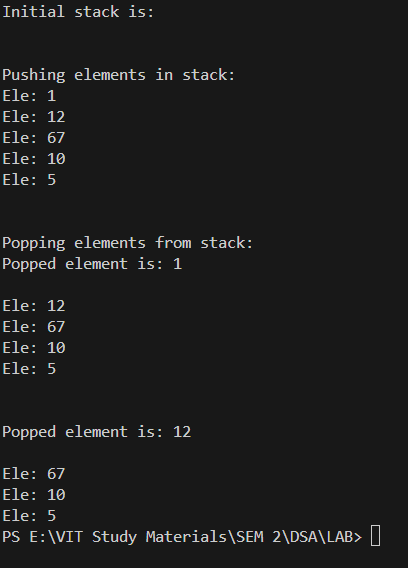 Initial stack is:
Pushing elements in stack:
Ele: 1
Ele: 12
Ele: 67
Ele: 10
Ele: 5
Popping elements from stack:
Popped element is: 1
Ele: 12
Ele: 67
Ele: 10
Ele: 5
Popped element is: 12
Ele: 67
Ele: 10
Ele: 5
PS E:\VIT Study Materials\SEM 2\DSA\LAB>